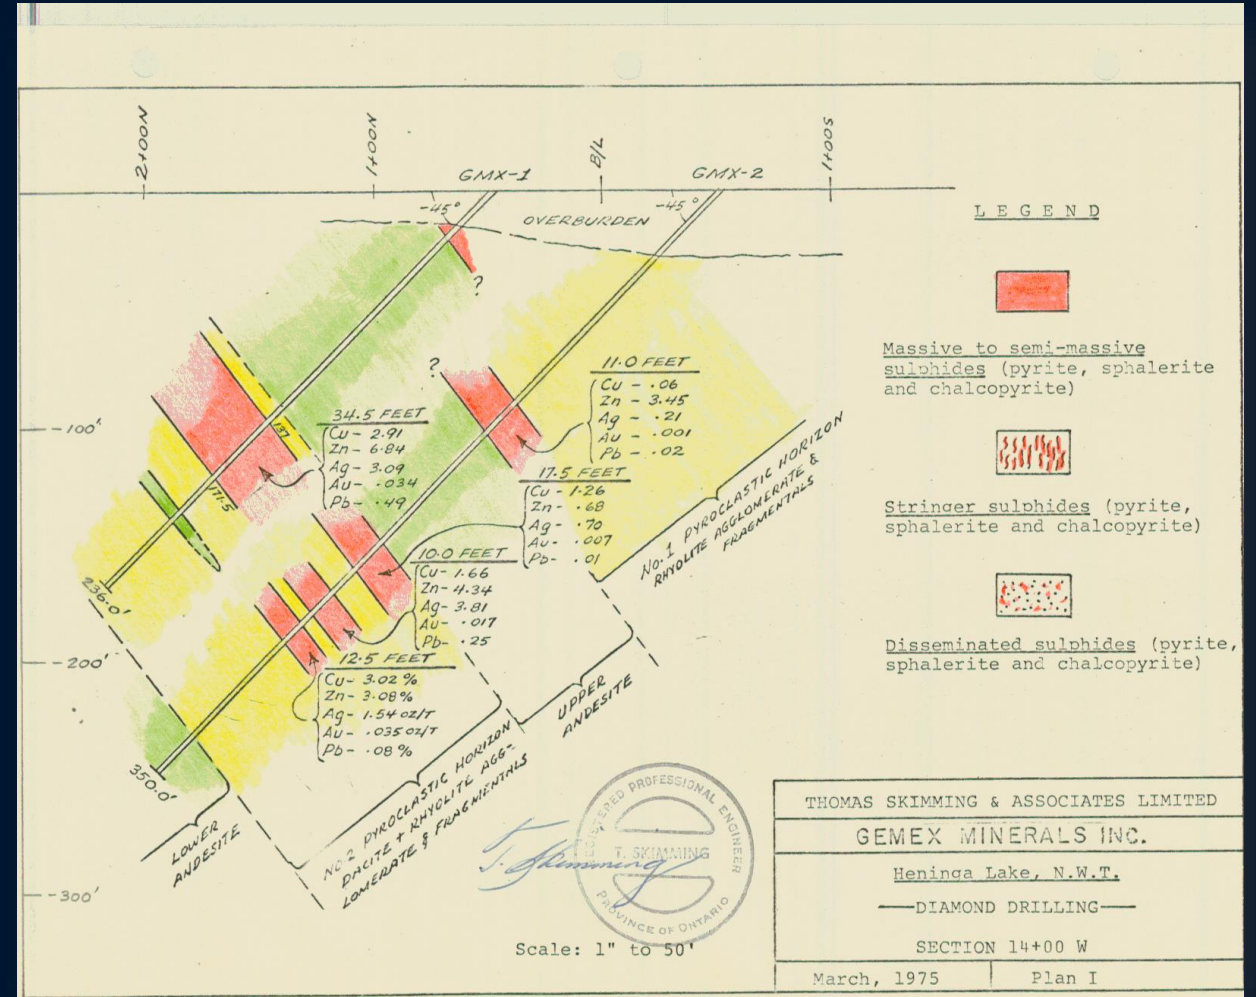 2+00N
1+00N
B/L
1+00S
GMX-1
GMX-2
-45°
-45°
OVERBURDEN
?
?
-100'
-200'
-300'
137
171.5
236.0'
350.0'
34.5 FEET
Cu - 2.91
Zn - 6.84
Ag - 3.09
Au - .034
Pb - .49
11.0 FEET
Cu - .06
Zn - 3.45
Ag - .21
Au - .001
Pb - .02
17.5 FEET
Cu - 1.26
Zn - .68
Ag - .70
Au - .007
Pb - .01
10.0 FEET
Cu - 1.66
Zn - 4.34
Ag - 3.81
Au - .017
Pb - .25
12.5 FEET
Cu - 3.02 %
Zn - 3.08 %
Ag - 1.54 oz/T
Au - .035 oz/T
Pb - .08 %
No. 1 PYROCLASTIC HORIZON
RHYOLITE AGGLOMERATE &
FRAGMENTALS
UPPER
ANDESITE
No. 2 PYROCLASTIC HORIZON
DACITE + RHYOLITE AGG-
LOMERATE & FRAGMENTALS
LOWER
ANDESITE
LEGEND
Massive to semi-massive
sulphides (pyrite, sphalerite
and chalcopyrite)
Stringer sulphides (pyrite,
sphalerite and chalcopyrite)
Disseminated sulphides (pyrite,
sphalerite and chalcopyrite)
T. Skimming
REGISTERED PROFESSIONAL ENGINEER
T. SKIMMING
PROVINCE OF ONTARIO
Scale: 1" to 50'
THOMAS SKIMMING & ASSOCIATES LIMITED
GEMEX MINERALS INC.
Heninga Lake, N.W.T.
DIAMOND DRILLING
SECTION 14+00 W
March, 1975
Plan I